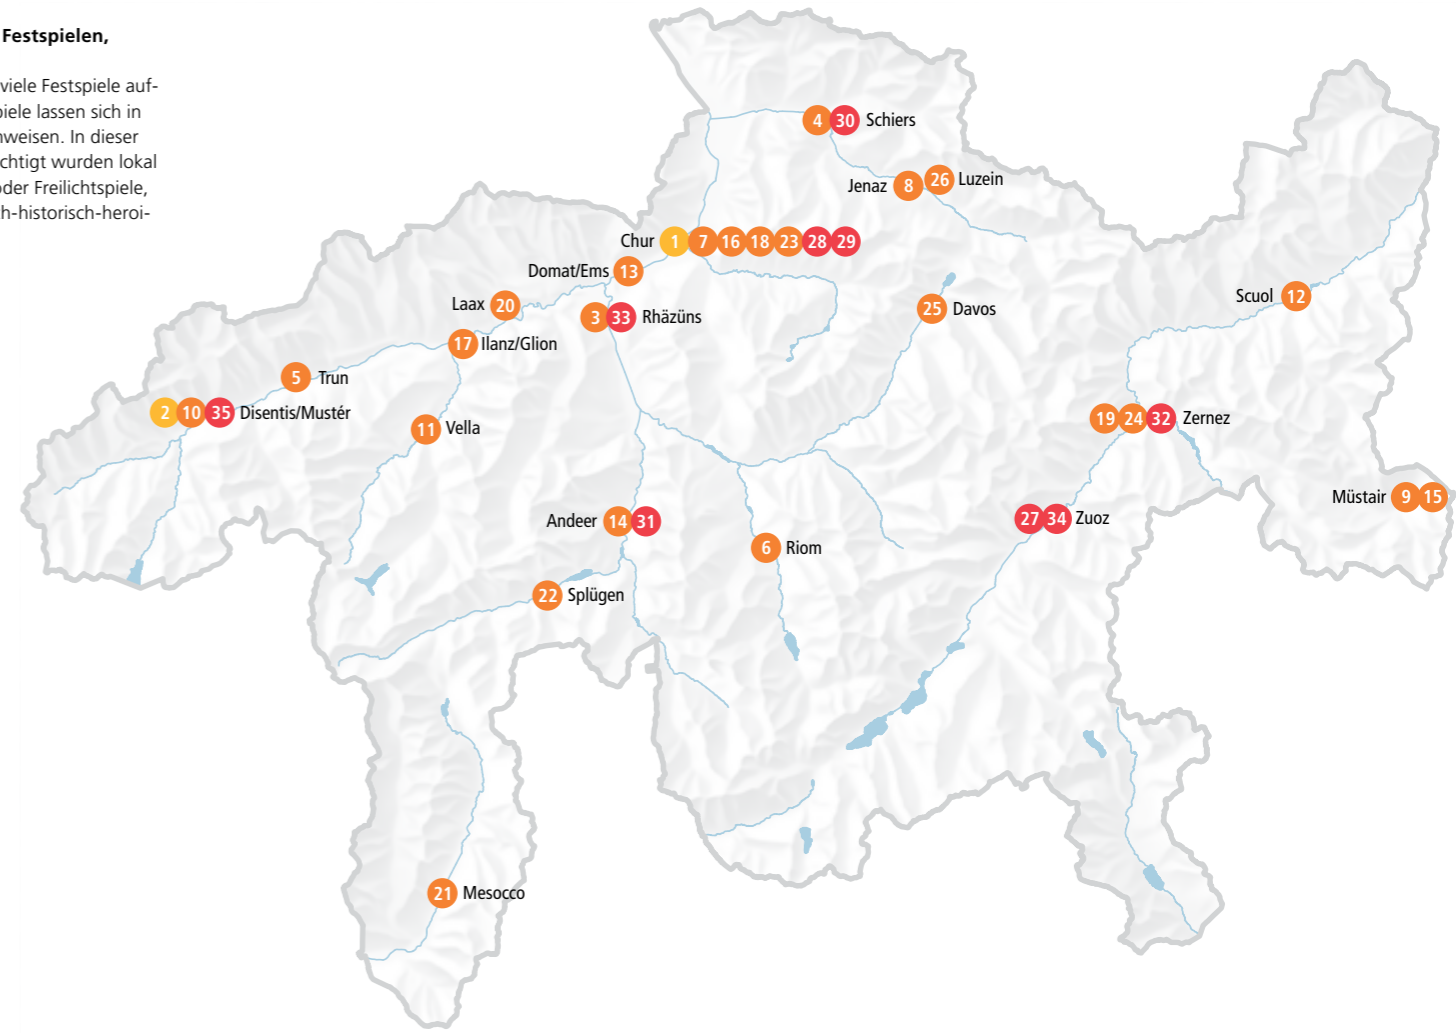 Festspielen,
viele Festspiele auf-
piele lassen sich in
nweisen. In dieser
chtigt wurden lokal
oder Freilichtspiele,
ch-historisch-heroi-
4 30 Schiers
Jenaz 8 26 Luzein
Chur 1 7 16 18 23 28 29
Domat/Ems 13
Laax 20
3 33 Rhäzüns
25 Davos
Scuol 12
17 Ilanz/Glion
5 Trun
2 10 35 Disentis/Mustér
11 Vella
19 24 32 Zernez
Müstair 9 15
Andeer 14 31
27 34 Zuoz
6 Riom
22 Splügen
21 Mesocco